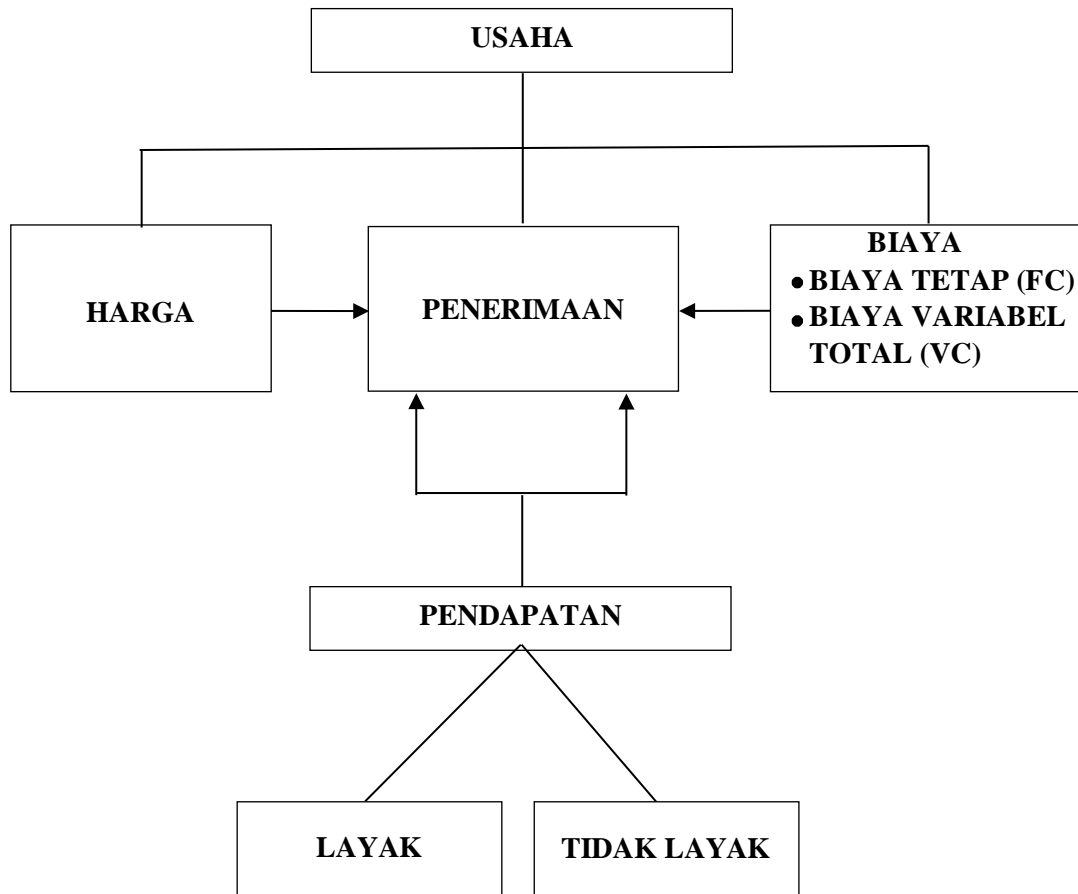 USAHA
HARGA
PENERIMAAN
BIAYA
• BIAYA TETAP (FC)
• BIAYA VARIABEL
TOTAL (VC)
PENDAPATAN
LAYAK
TIDAK LAYAK